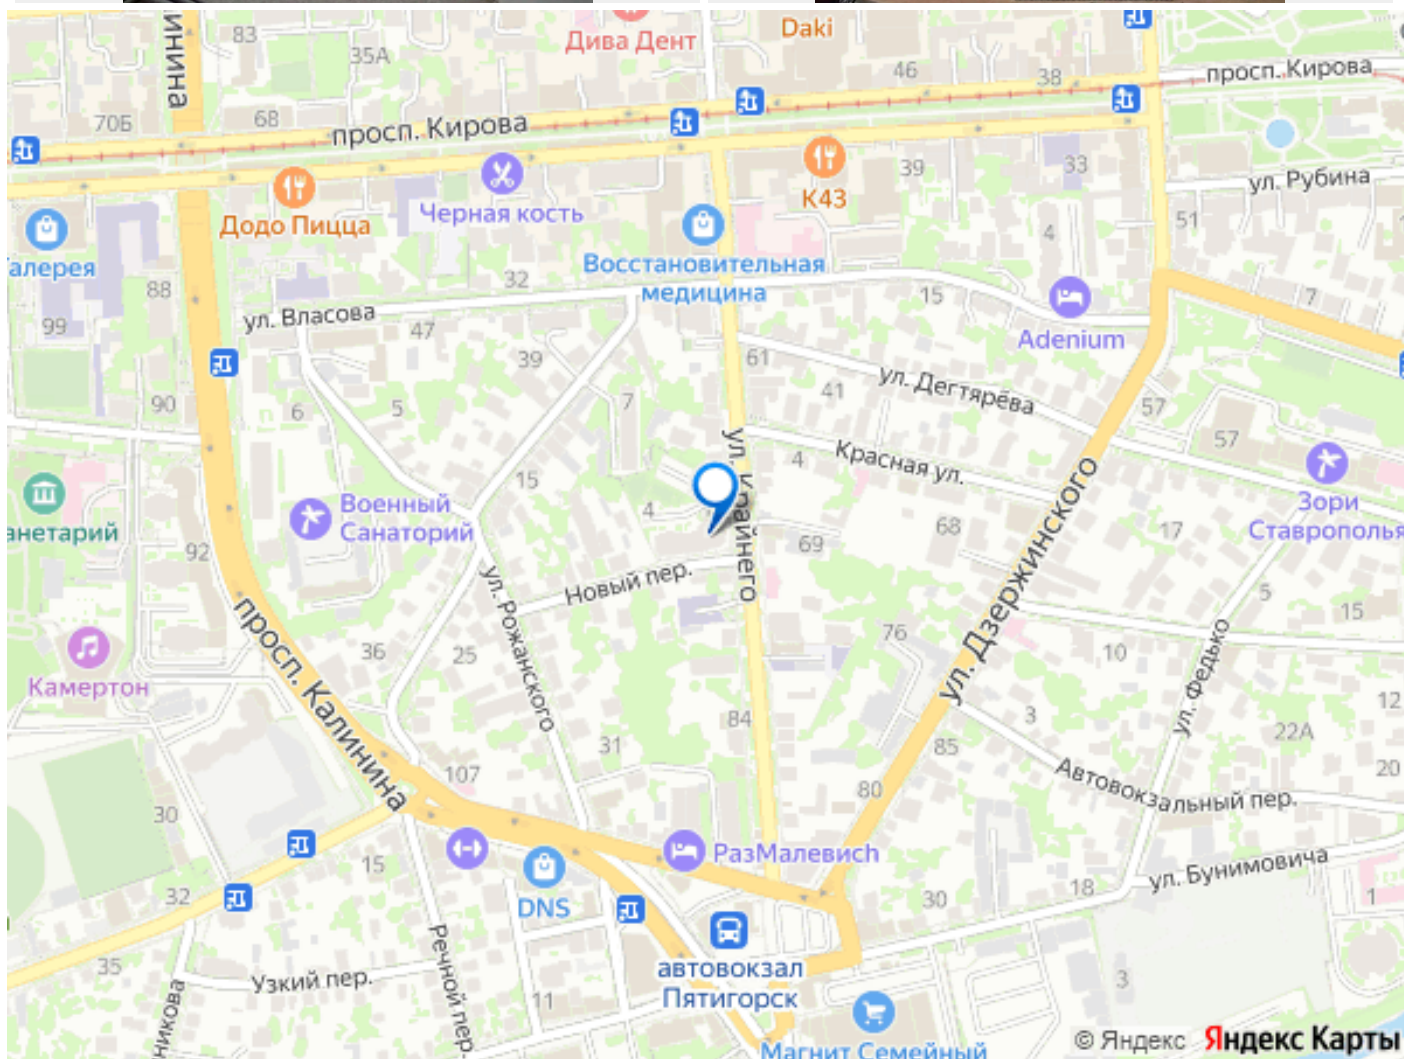 83
Дива Дент
Daki
ининa
35А
46
38
просп. Кирова
70Б
68
просп. Кирова
39
33
К43
ул. Рубина
Додо Пицца
Черная кость
51
4
Восстановительная
медицина
алерея
88
32
15
7
99
ул. Власова
47
Adenium
39
61
41
ул. Дегтярёва
90
6
5
7
57
57
4
Красная ул.
ул. Крайнего
15
Военный
Санаторий
4
Зори
Ставрополья
анетарий
92
68
17
69
Новый пер.
ул. Дзержинского
5
15
просп. Калинина
ул. Рожанского
76
36
25
10
ул. Федько
Камертон
12
84
3
22А
31
85
20
107
Автовокзальный пер.
80
30
РазМалевич
15
ул. Бунимовича
32
DNS
18
30
1
автовокзал
Пятигорск
35
Узкий пер.
Речной пер.
11
3
никова
Магнит Семейный
© Яндекс Яндекс Карты